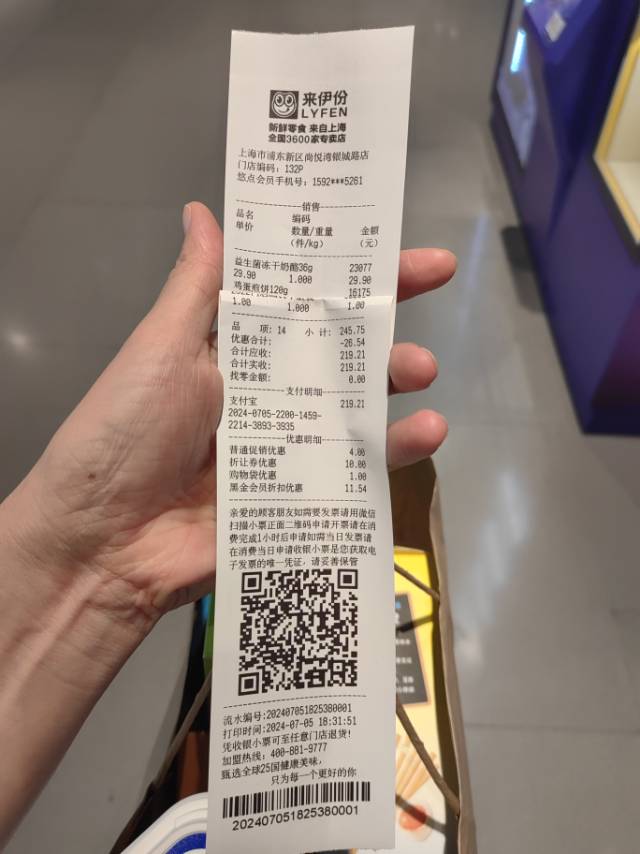 来伊份
LYFEN
新鲜零食 来自上海
全国3600家专卖店
上海市浦东新区尚悦湾银城路店
门店编码：132P
悠点会员手机号：1592***5261
销售
品名 编码
单价 数量/重量 金额
(件/kg) (元)
益生菌冻干奶酪36g 23077
29.90 1.000 29.90
鸡蛋煎饼120g 16175
1.00 1.000 1.00
品 项: 14 小 计: 245.75
优惠合计: -26.54
合计应收: 219.21
合计实收: 219.21
找零金额: 0.00
支付明细
支付宝 219.21
2024-0705-2200-1459-
2214-3893-3935
优惠明细
普通促销优惠 4.00
折让券优惠 10.00
购物袋优惠 1.00
黑金会员折扣优惠 11.54
亲爱的顾客朋友如需要发票请用微信
扫描小票正面二维码申请开票请在消
费完成1小时后申请如需当日发票请
在消费当日申请收银小票是您获取电
子发票的唯一凭证，请妥善保管
流水编号:202407051825380001
打印时间:2024-07-05 18:31:51
凭收银小票可至任意门店退货!
加盟热线: 400-881-9777
甄选全球25国健康美味，
只为每一个更好的你
202407051825380001